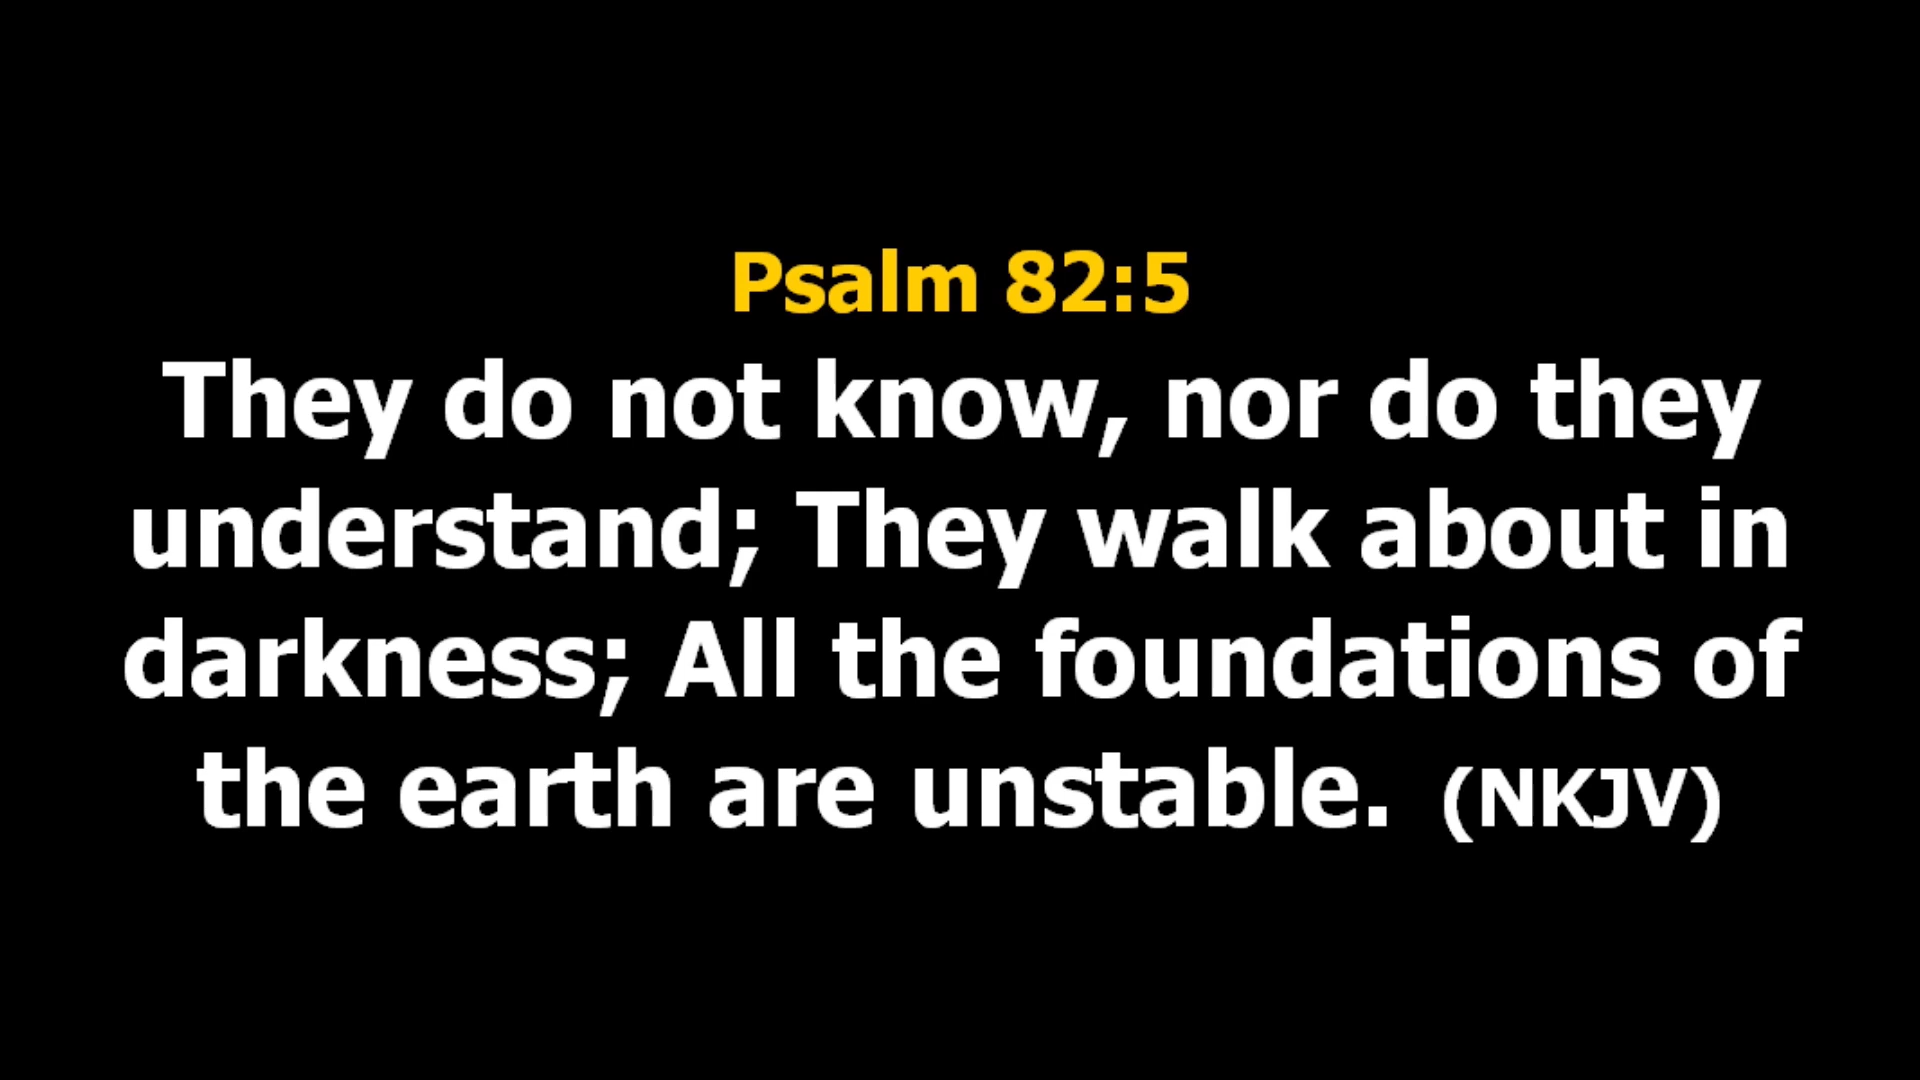 Psalm 82:5
They do not know, nor do they
understand; They walk about in
darkness; All the foundations of
the earth are unstable. (NKJV)